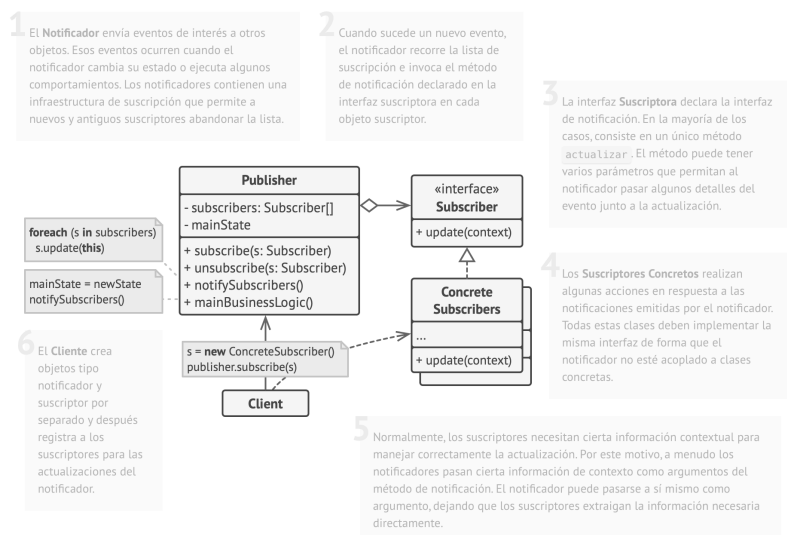 1
El Notificador envía eventos de interés a otros
objetos. Esos eventos ocurren cuando el
notificador cambia su estado o ejecuta algunos
comportamientos. Los notificadores contienen una
infraestructura de suscripción que permite a
nuevos y antiguos suscriptores abandonar la lista.
2
Cuando sucede un nuevo evento,
el notificador recorre la lista de
suscripción e invoca el método
de notificación declarado en la
interfaz suscriptora en cada
objeto suscriptor.
3
La interfaz Suscriptora declara la interfaz
de notificación. En la mayoría de los
casos, consiste en un único método
actualizar. El método puede tener
varios parámetros que permitan al
notificador pasar algunos detalles del
evento junto a la actualización.
Publisher
- subscribers: Subscriber[]
- mainState
+ subscribe(s: Subscriber)
+ unsubscribe(s: Subscriber)
+ notifySubscribers()
+ mainBusinessLogic()
«interface»
Subscriber
+ update(context)
foreach (s in subscribers)
s.update(this)
mainState = newState
notifySubscribers()
Concrete
Subscribers
...
+ update(context)
4
Los Suscriptores Concretos realizan
algunas acciones en respuesta a las
notificaciones emitidas por el notificador.
Todas estas clases deben implementar la
misma interfaz de forma que el
notificador no esté acoplado a clases
concretas.
s = new ConcreteSubscriber()
publisher.subscribe(s)
Client
6
El Cliente crea
objetos tipo
notificador y
suscriptor por
separado y después
registra a los
suscriptores para las
actualizaciones del
notificador.
5
Normalmente, los suscriptores necesitan cierta información contextual para
manejar correctamente la actualización. Por este motivo, a menudo los
notificadores pasan cierta información de contexto como argumentos del
método de notificación. El notificador puede pasarse a sí mismo como
argumento, dejando que los suscriptores extraigan la información necesaria
directamente.